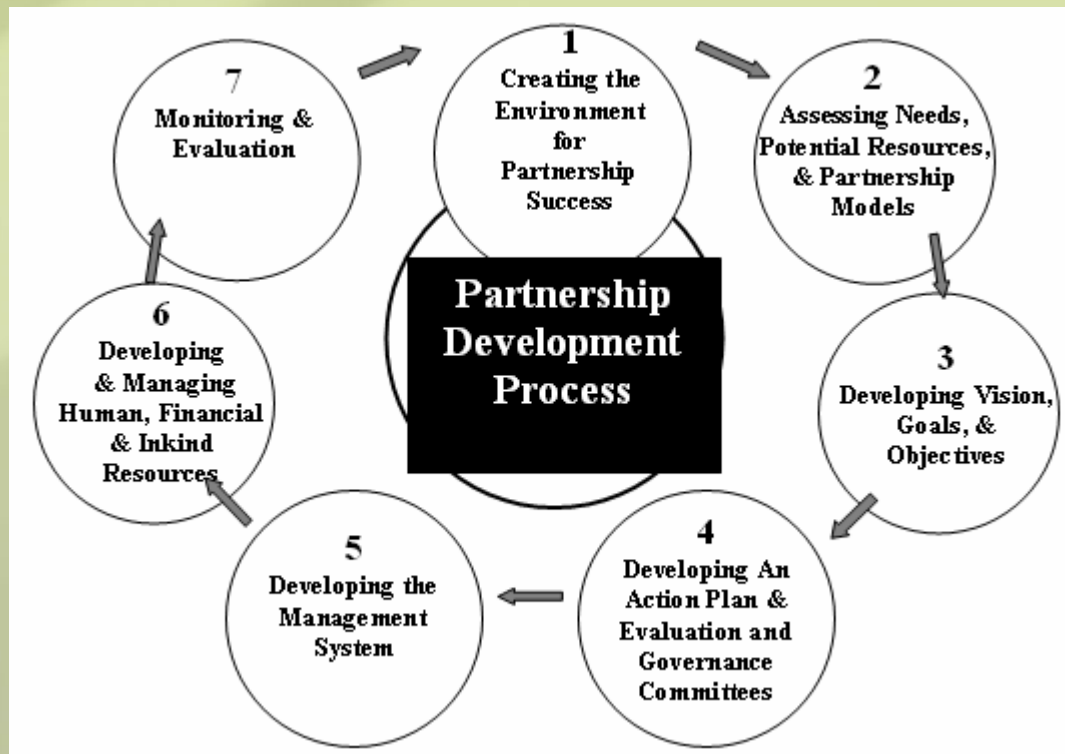 Partnership
Development
Process
1
Creating the
Environment
for
Partnership
Success
2
Assessing Needs,
Potential Resources,
& Partnership
Models
3
Developing Vision,
Goals, &
Objectives
4
Developing An
Action Plan &
Evaluation and
Governance
Committees
5
Developing the
Management
System
6
Developing
& Managing
Human, Financial
& Inkind
Resources
7
Monitoring &
Evaluation